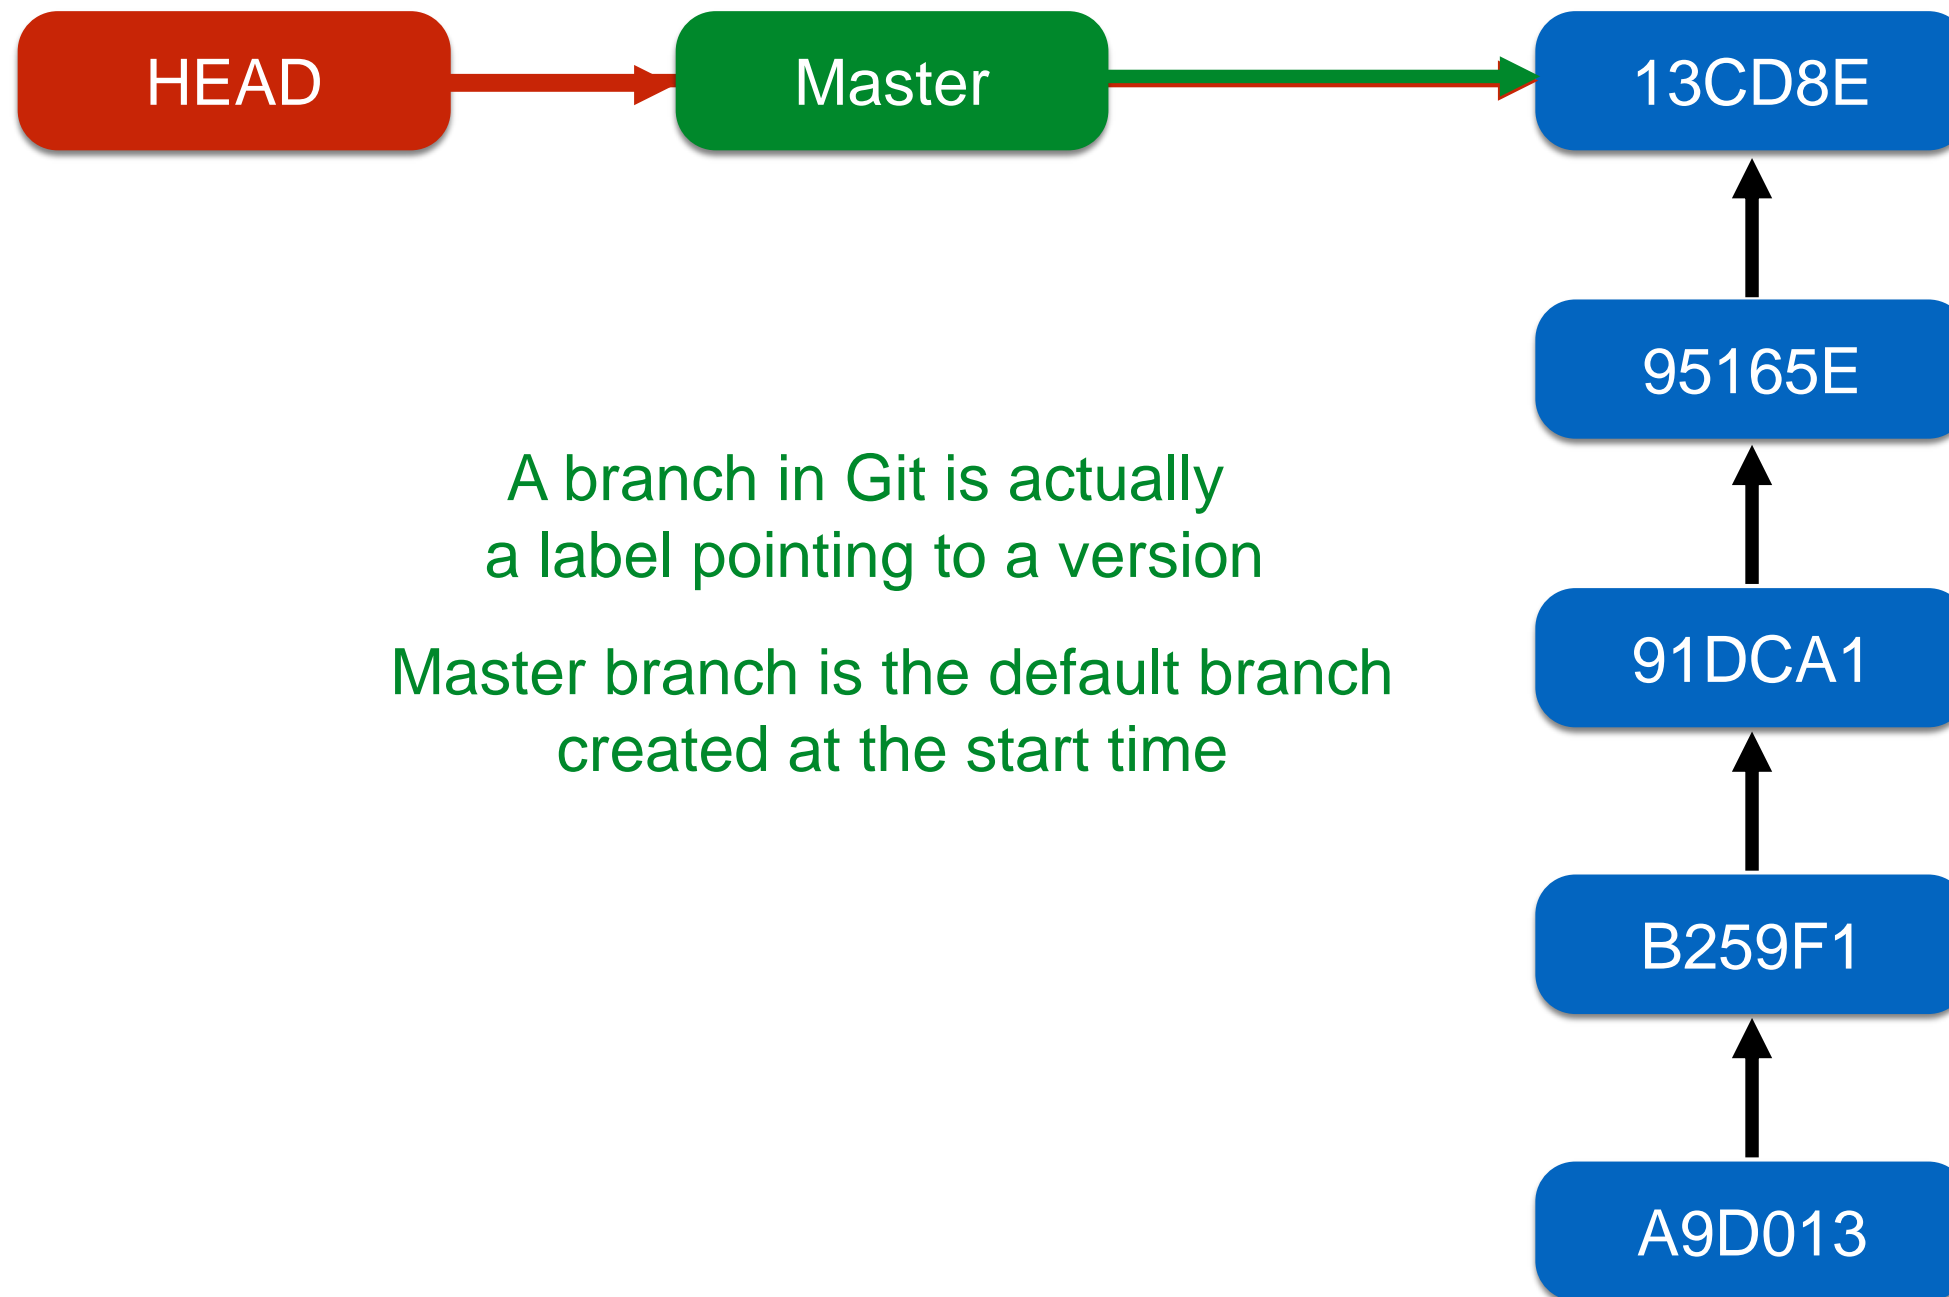 HEAD
Master
13CD8E
95165E
A branch in Git is actually
a label pointing to a version
Master branch is the default branch
created at the start time
91DCA1
B259F1
A9D013